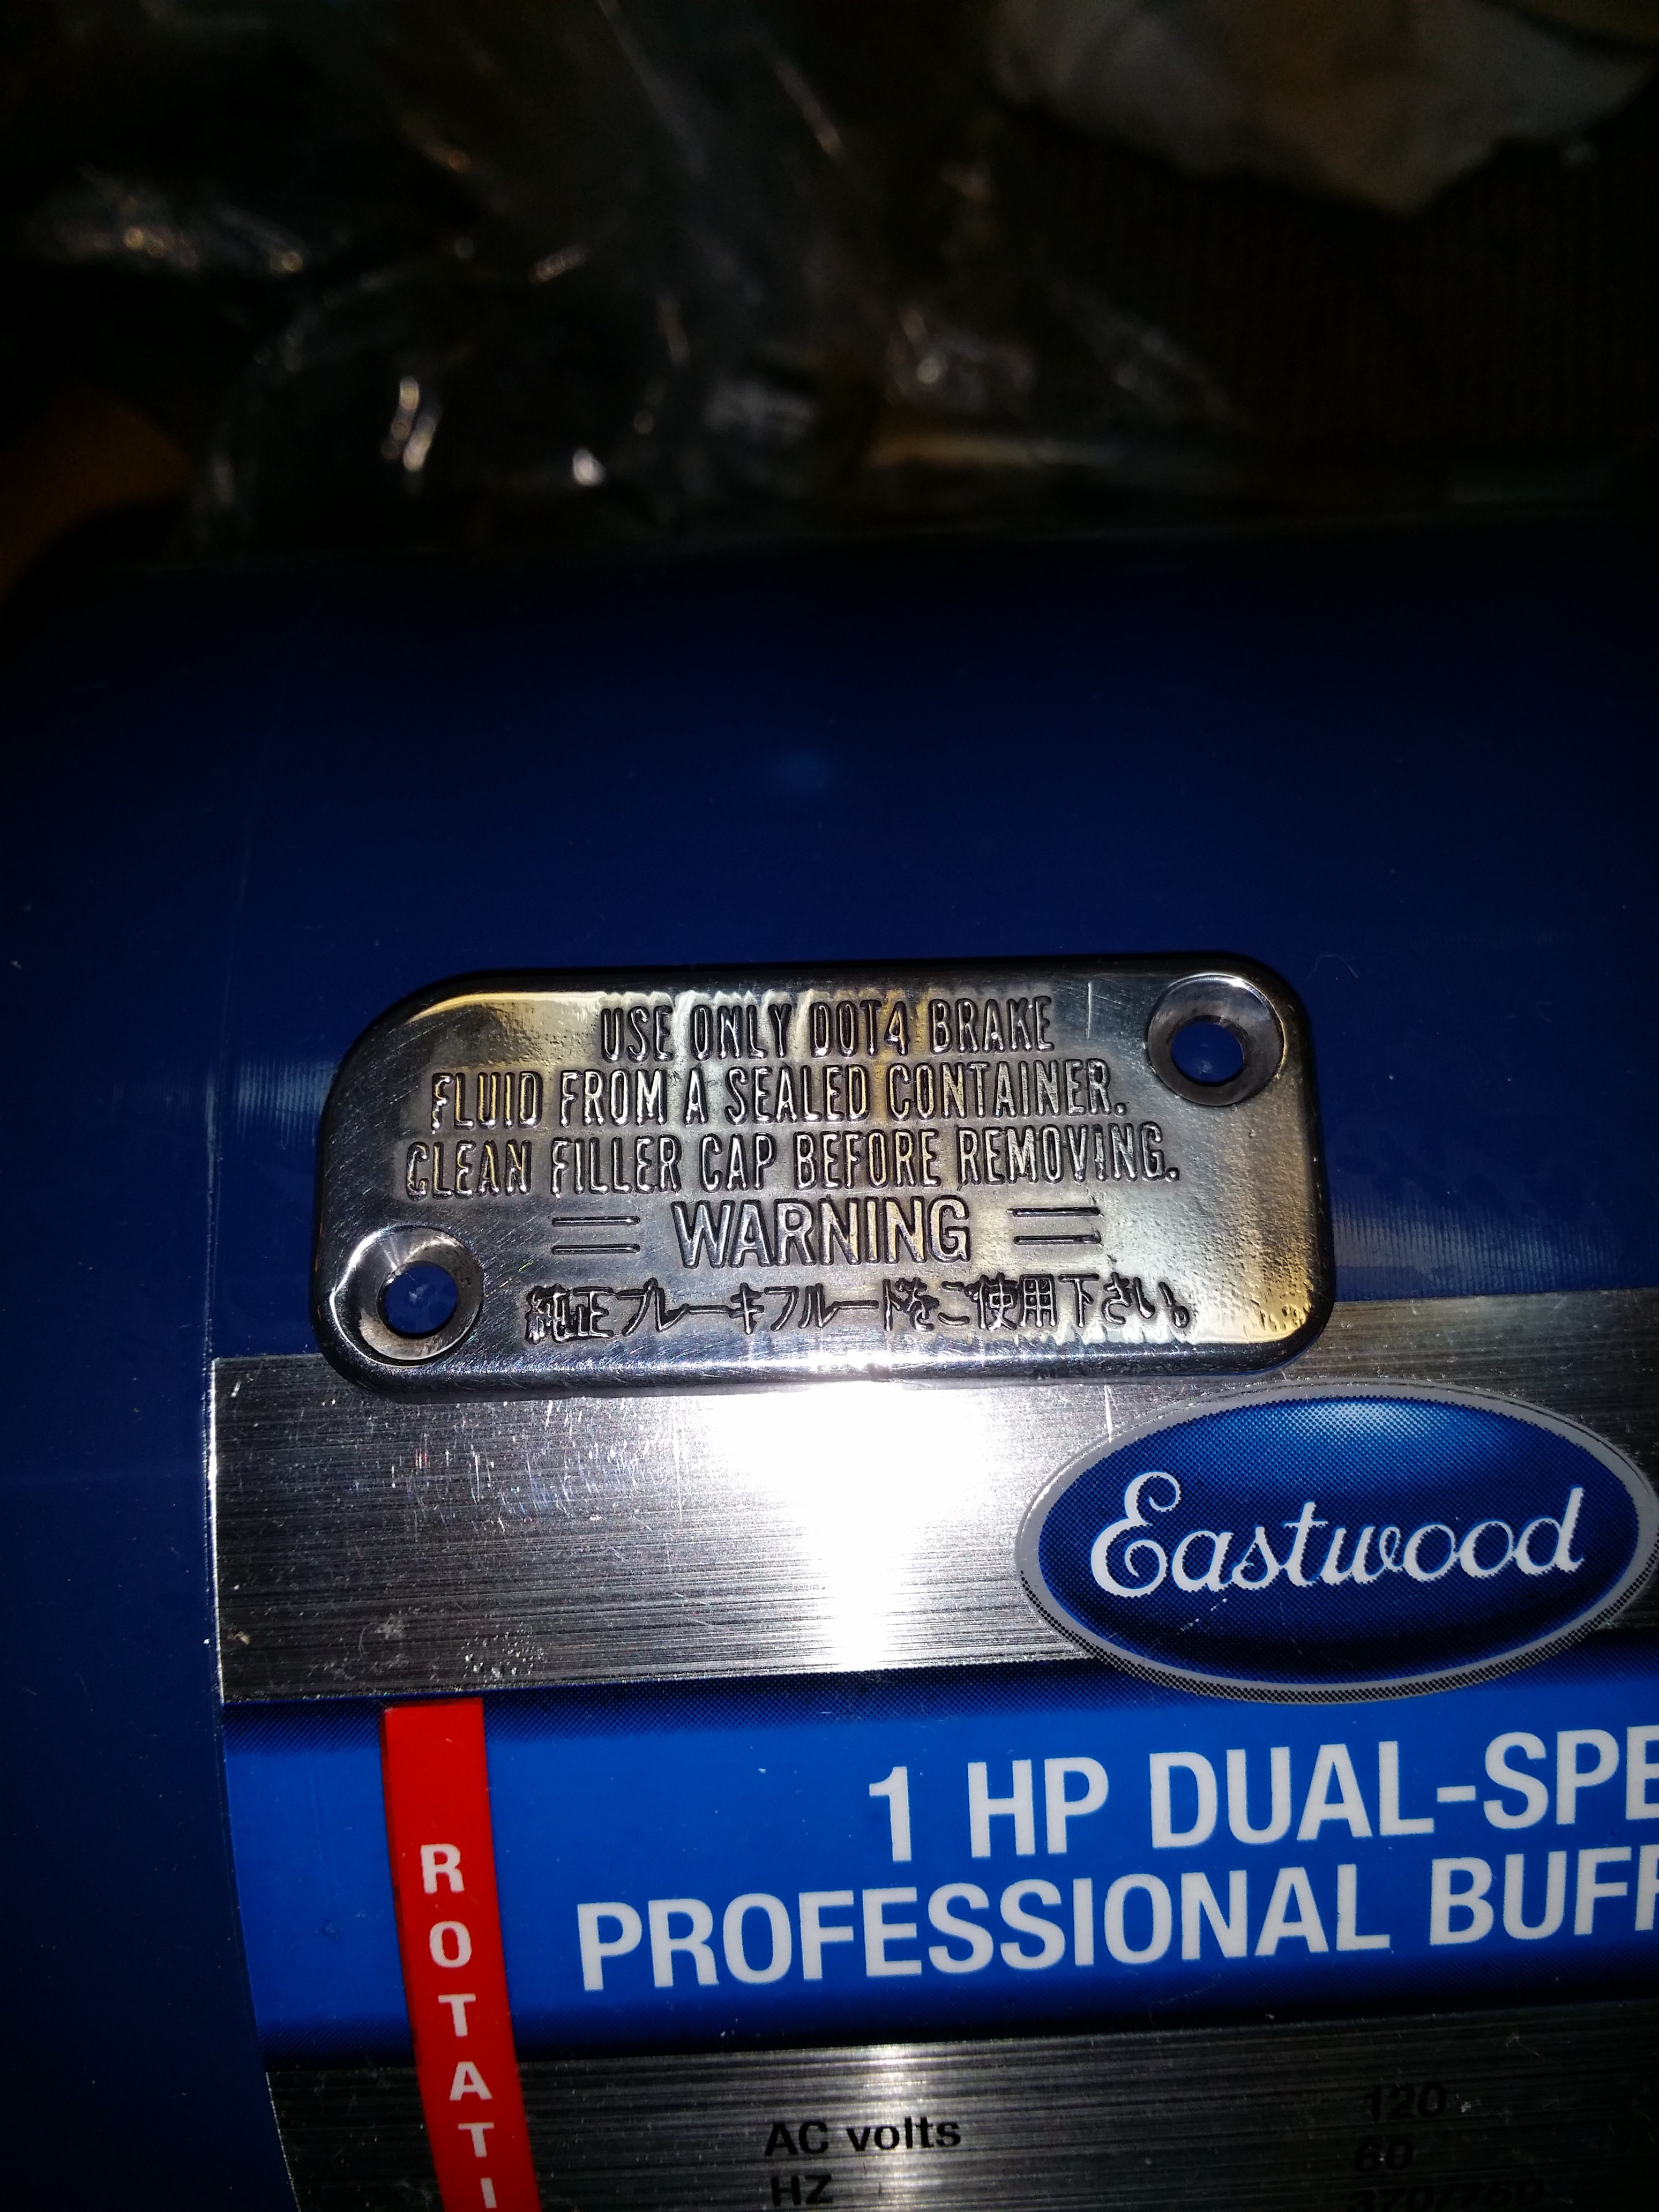 USE ONLY DOT4 BRAKE
FLUID FROM A SEALED CONTAINER.
CLEAN FILLER CAP BEFORE REMOVING.
WARNING
純正ブレーキフルードをご使用下さい。
Eastwood
1 HP DUAL-SPE
PROFESSIONAL BUFF
ROTATI
AC volts 120
HZ 60
370/750